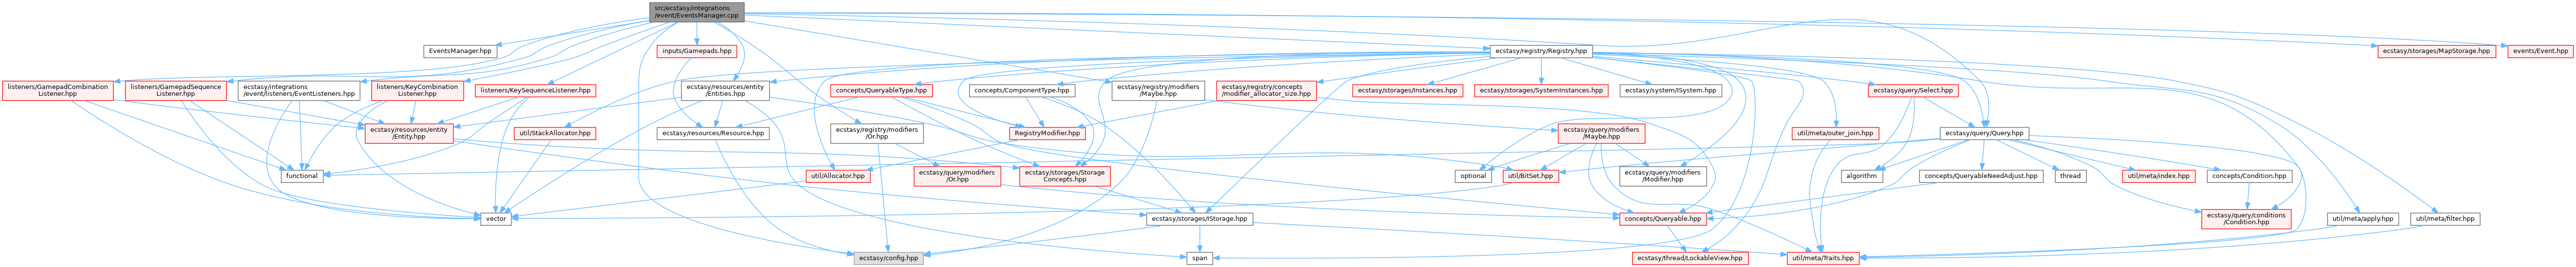 src/ecstasy/integrations
/event/EventsManager.cpp
EventsManager.hpp
inputs/Gamepads.hpp
ecstasy/registry/Registry.hpp
ecstasy/storages/MapStorage.hpp
events/Event.hpp
listeners/GamepadCombination
Listener.hpp
listeners/GamepadSequence
Listener.hpp
ecstasy/integrations
/event/listeners/EventListeners.hpp
listeners/KeyCombination
Listener.hpp
listeners/KeySequenceListener.hpp
ecstasy/resources/entity
/Entities.hpp
concepts/QueryableType.hpp
concepts/ComponentType.hpp
ecstasy/registry/modifiers
/Maybe.hpp
ecstasy/registry/concepts
/modifier_allocator_size.hpp
ecstasy/storages/Instances.hpp
ecstasy/storages/SystemInstances.hpp
ecstasy/system/ISystem.hpp
ecstasy/query/Select.hpp
ecstasy/resources/entity
/Entity.hpp
util/StackAllocator.hpp
ecstasy/resources/Resource.hpp
ecstasy/registry/modifiers
/Or.hpp
RegistryModifier.hpp
ecstasy/query/modifiers
/Maybe.hpp
util/meta/outer_join.hpp
ecstasy/query/Query.hpp
functional
util/Allocator.hpp
ecstasy/query/modifiers
/Or.hpp
ecstasy/storages/Storage
Concepts.hpp
optional
util/BitSet.hpp
ecstasy/query/modifiers
/Modifier.hpp
algorithm
concepts/QueryableNeedAdjust.hpp
thread
util/meta/index.hpp
concepts/Condition.hpp
vector
ecstasy/storages/IStorage.hpp
concepts/Queryable.hpp
ecstasy/query/conditions
/Condition.hpp
util/meta/apply.hpp
util/meta/filter.hpp
ecstasy/config.hpp
span
ecstasy/thread/LockableView.hpp
util/meta/Traits.hpp